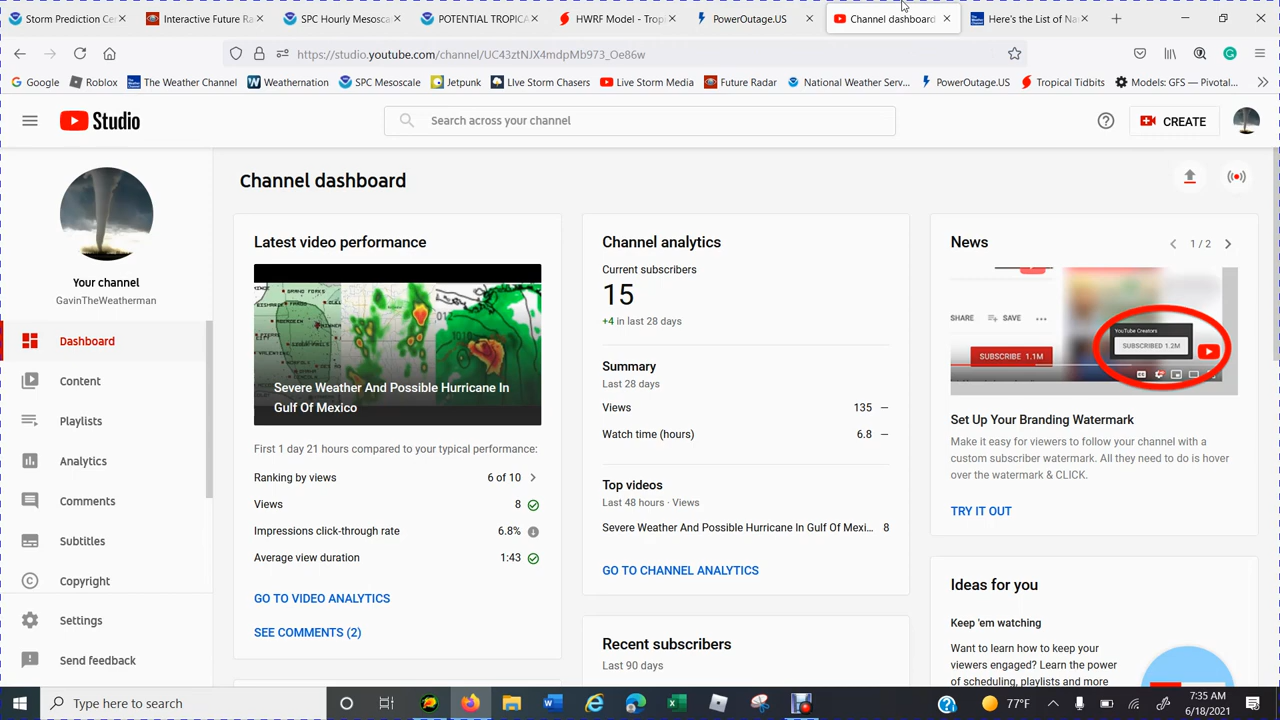 Storm Prediction Ce
Interactive Future Ra
SPC Hourly Mesosca
POTENTIAL TROPICA
HWRF Model - Trop
PowerOutage.US
Channel dashboard
Here's the List of Na
https://studio.youtube.com/channel/UC43ztNJX4mdpMb973_Oe86w
Google
Roblox
The Weather Channel
Weathernation
SPC Mesoscale
Jetpunk
LIve Storm Chasers
Live Storm Media
Future Radar
National Weather Serv...
PowerOutage.US
Tropical Tidbits
Models: GFS — Pivotal...
Studio
Search across your channel
CREATE
Your channel
GavinTheWeatherman
Dashboard
Content
Playlists
Analytics
Comments
Subtitles
Copyright
Settings
Send feedback
Channel dashboard
Latest video performance
Severe Weather And Possible Hurricane In
Gulf Of Mexico
First 1 day 21 hours compared to your typical performance:
Ranking by views 6 of 10
Views 8
Impressions click-through rate 6.8%
Average view duration 1:43
GO TO VIDEO ANALYTICS
SEE COMMENTS (2)
Channel analytics
Current subscribers
15
+4 in last 28 days
Summary
Last 28 days
Views 135 —
Watch time (hours) 6.8 —
Top videos
Last 48 hours · Views
Severe Weather And Possible Hurricane In Gulf Of Mexi... 8
GO TO CHANNEL ANALYTICS
Recent subscribers
Last 90 days
News
1 / 2
SHARE SAVE ...
SUBSCRIBE 1.1M
YouTube Creators
SUBSCRIBED 1.2M
Set Up Your Branding Watermark
Make it easy for viewers to follow your channel with a
custom subscriber watermark. All they need to do is hover
over the watermark & CLICK.
TRY IT OUT
Ideas for you
Keep 'em watching
Want to learn how to keep your
viewers engaged? Learn the power
of scheduling, playlists and more
Type here to search
77°F
7:35 AM
6/18/2021